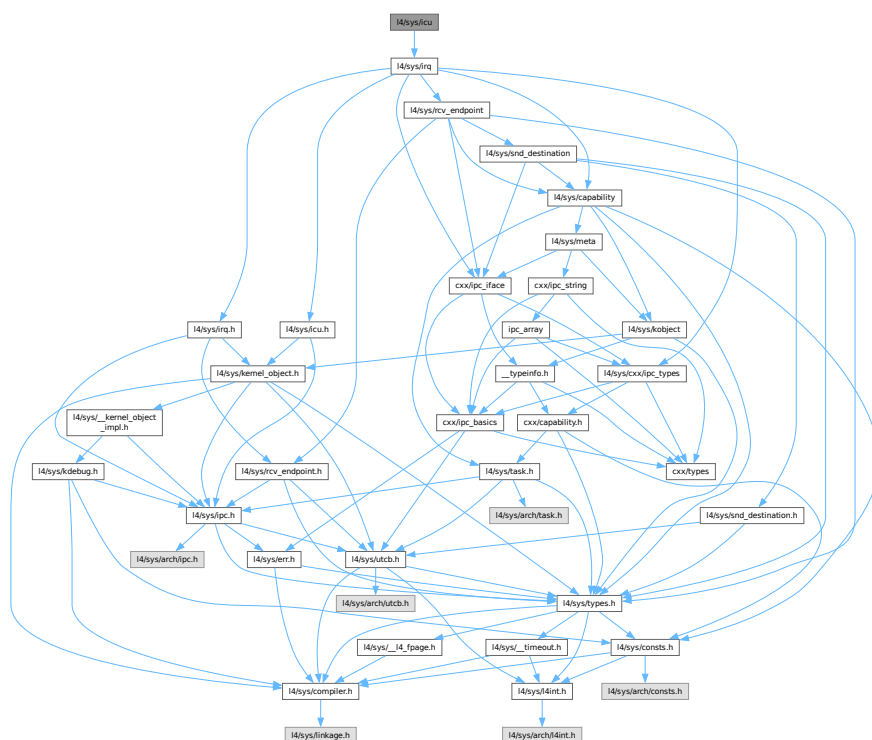 l4/sys/icu
l4/sys/irq
l4/sys/rcv_endpoint
l4/sys/snd_destination
l4/sys/capability
l4/sys/meta
cxx/ipc_iface
cxx/ipc_string
l4/sys/irq.h
l4/sys/icu.h
ipc_array
l4/sys/kobject
l4/sys/kernel_object.h
__typeinfo.h
l4/sys/cxx/ipc_types
l4/sys/__kernel_object
_impl.h
cxx/ipc_basics
cxx/capability.h
l4/sys/kdebug.h
l4/sys/rcv_endpoint.h
l4/sys/task.h
cxx/types
l4/sys/ipc.h
l4/sys/arch/task.h
l4/sys/snd_destination.h
l4/sys/arch/ipc.h
l4/sys/err.h
l4/sys/utcb.h
l4/sys/arch/utcb.h
l4/sys/types.h
l4/sys/__l4_fpage.h
l4/sys/__timeout.h
l4/sys/consts.h
l4/sys/compiler.h
l4/sys/l4int.h
l4/sys/arch/consts.h
l4/sys/linkage.h
l4/sys/arch/l4int.h